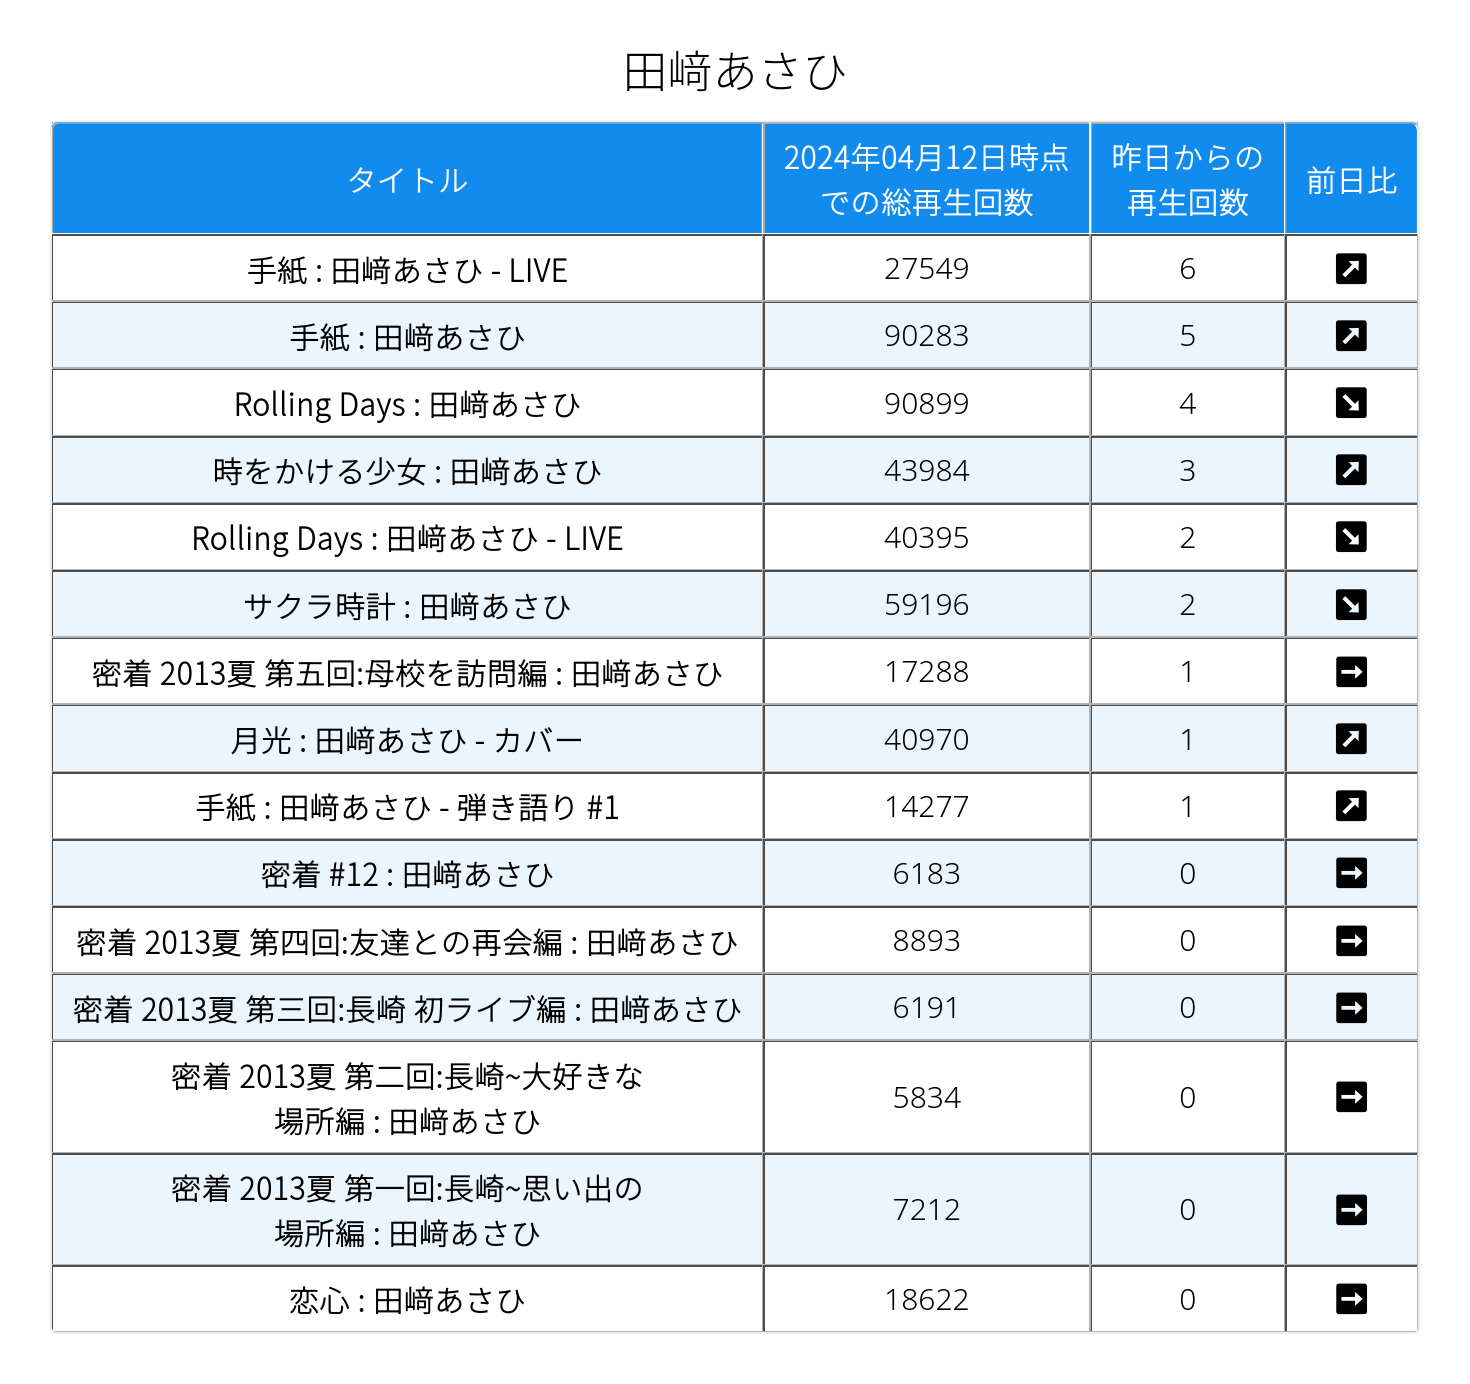 田﨑あさひ
タイトル
2024年04月12日時点
での総再生回数
昨日からの
再生回数
前日比
手紙 : 田﨑あさひ - LIVE 27549 6 ↗
手紙 : 田﨑あさひ 90283 5 ↗
Rolling Days : 田﨑あさひ 90899 4 ↘
時をかける少女 : 田﨑あさひ 43984 3 ↗
Rolling Days : 田﨑あさひ - LIVE 40395 2 ↘
サクラ時計 : 田﨑あさひ 59196 2 ↘
密着 2013夏 第五回:母校を訪問編 : 田﨑あさひ 17288 1 →
月光 : 田﨑あさひ - カバー 40970 1 ↗
手紙 : 田﨑あさひ - 弾き語り #1 14277 1 ↗
密着 #12 : 田﨑あさひ 6183 0 →
密着 2013夏 第四回:友達との再会編 : 田﨑あさひ 8893 0 →
密着 2013夏 第三回:長崎 初ライブ編 : 田﨑あさひ 6191 0 →
密着 2013夏 第二回:長崎~大好きな
場所編 : 田﨑あさひ 5834 0 →
密着 2013夏 第一回:長崎~思い出の
場所編 : 田﨑あさひ 7212 0 →
恋心 : 田﨑あさひ 18622 0 →